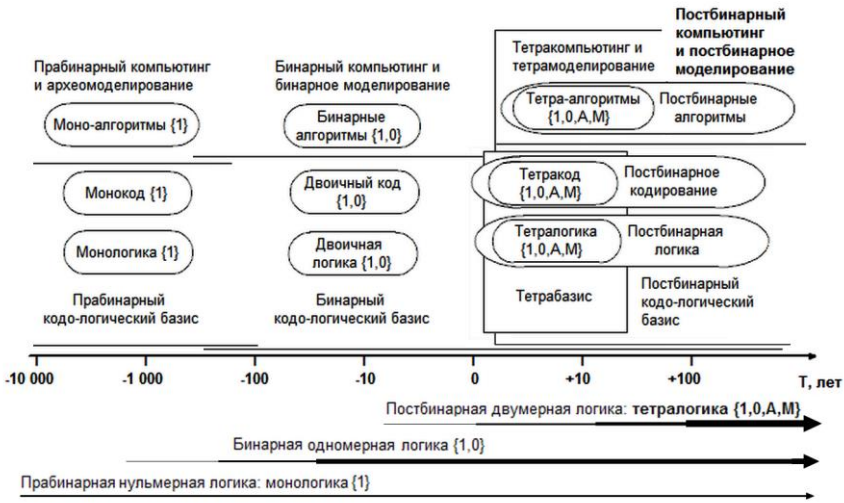 Постбинарный
компьютинг
и постбинарное
моделирование
Прабинарный компьютинг
и археомоделирование
Бинарный компьютинг и
бинарное моделирование
Тетракомпьютинг и
тетрамоделирование
Моно-алгоритмы {1}
Бинарные
алгоритмы {1,0}
Тетра-алгоритмы
{1,0,A,M}
Постбинарные
алгоритмы
Монокод {1}
Двоичный код
{1,0}
Тетракод
{1,0,A,M}
Постбинарное
кодирование
Монологика {1}
Двоичная
логика {1,0}
Тетралогика
{1,0,A,M}
Постбинарная
логика
Прабинарный
кодо-логический базис
Бинарный
кодо-логический базис
Тетрабазис
Постбинарный
кодо-логический
базис
-10 000
-1 000
-100
-10
0
+10
+100
Т, лет
Постбинарная двумерная логика: тетралогика {1,0,A,M}
Бинарная одномерная логика {1,0}
Прабинарная нульмерная логика: монологика {1}